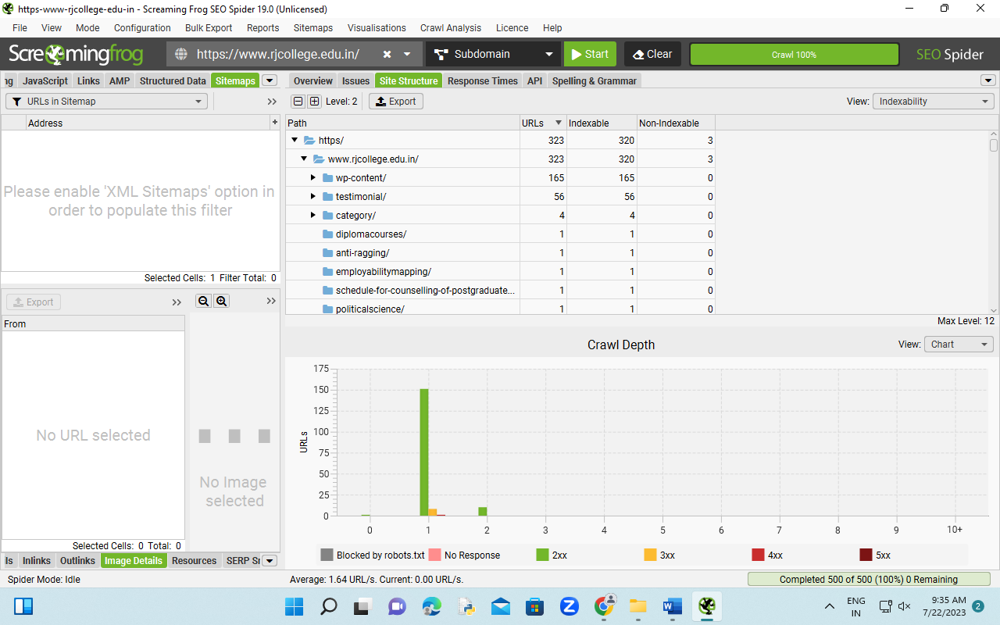 https-www-rjcollege-edu-in - Screaming Frog SEO Spider 19.0 (Unlicensed)
File View Mode Configuration Bulk Export Reports Sitemaps Visualisations Crawl Analysis Licence Help
Screamingfrog https://www.rjcollege.edu.in/ Subdomain Start Clear Crawl 100% SEO Spider
ng JavaScript Links AMP Structured Data Sitemaps Overview Issues Site Structure Response Times API Spelling & Grammar
URLs in Sitemap Level: 2 Export View: Indexability
Address + Path URLs Indexable Non-Indexable
https/ 323 320 3
www.rjcollege.edu.in/ 323 320 3
wp-content/ 165 165 0
testimonial/ 56 56 0
category/ 4 4 0
diplomacourses/ 1 1 0
anti-ragging/ 1 1 0
employabilitymapping/ 1 1 0
schedule-for-counselling-of-postgraduate... 1 1 0
politicalscience/ 1 1 0
Please enable 'XML Sitemaps' option in
order to populate this filter
Selected Cells: 1 Filter Total: 0
Max Level: 12
Export
From
No URL selected
No Image
selected
Selected Cells: 0 Total: 0
ls Inlinks Outlinks Image Details Resources SERP Sn
Crawl Depth
View: Chart
URLs
175
150
125
100
75
50
25
0
0 1 2 3 4 5 6 7 8 9 10+
Blocked by robots.txt No Response 2xx 3xx 4xx 5xx
Spider Mode: Idle Average: 1.64 URL/s. Current: 0.00 URL/s. Completed 500 of 500 (100%) 0 Remaining
ENG
IN
9:35 AM
7/22/2023
2